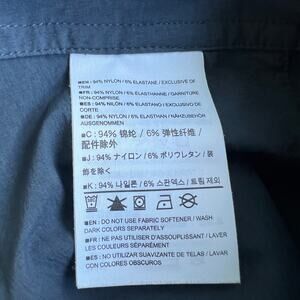 ■EN : 94% NYLON / 6% ELASTANE / EXCLUSIVE OF
TRIM
■FR : 94% NYLON / 6% ELASTHANNE / GARNITURE
NON-COMPRISE
■ES : 94% NILON / 6% ELASTANO / EXCLUSIVO DE
CORTE
■DE : 94% NYLON / 6% ELASTHAN / NÄHZUBEHÖR
AUSGENOMMEN
■C : 94% 锦纶 / 6% 弹性纤维 /
配件除外
■J : 94% ナイロン / 6% ポリウレタン / 装
飾を除く
■K : 94% 나일론 / 6% 스판덱스 / 트림 제외
■EN : DO NOT USE FABRIC SOFTENER / WASH
DARK COLORS SEPARATELY
■FR : NE PAS UTILISER D'ASSOUPLISSANT / LAVER
LES COULEURS SÉPARÉMENT
■ES : NO UTILIZAR SUAVIZANTE DE TELAS / LAVAR
CON COLORES OBSCUROS